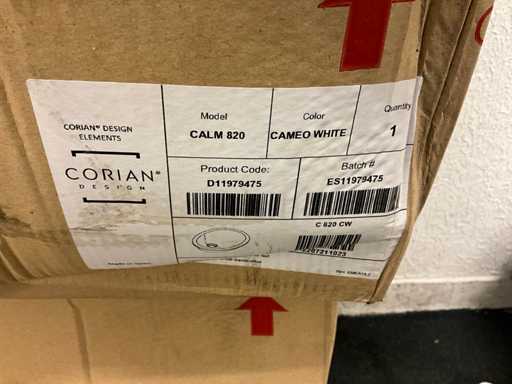 CORIAN® DESIGN
ELEMENTS
CORIAN®
DESIGN
Model
CALM 820
Color
CAMEO WHITE
Quantity
1
Product Code:
D11979475
Batch #
ES11979475
C 820 CW